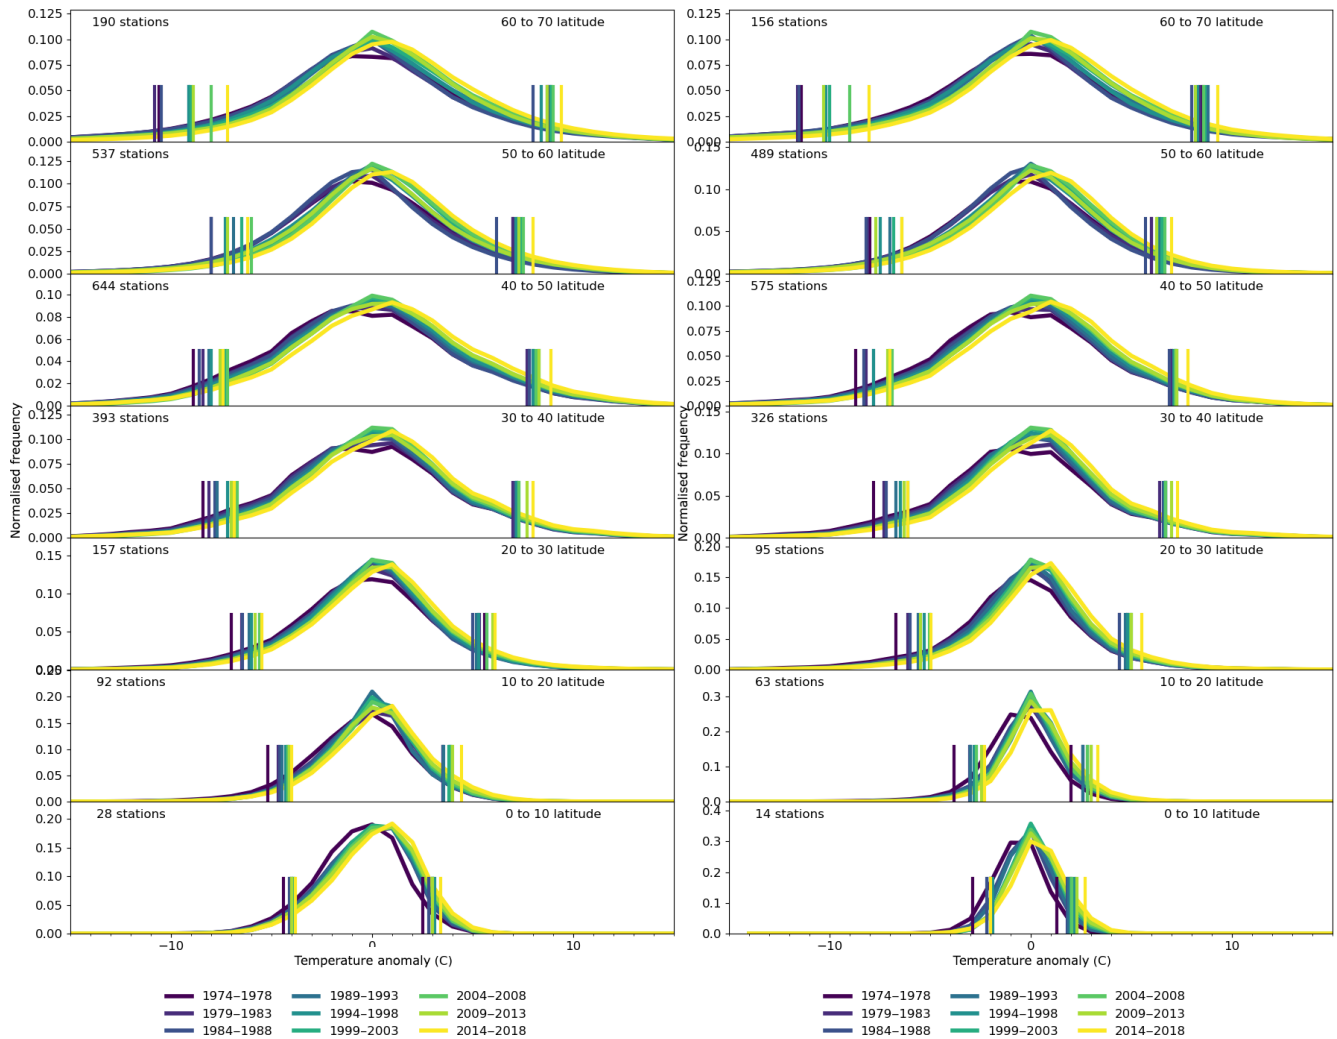 190 stations 60 to 70 latitude
0.125
0.100
0.075
0.050
0.025
0.000
537 stations 50 to 60 latitude
0.125
0.100
0.075
0.050
0.025
0.000
644 stations 40 to 50 latitude
0.10
0.08
0.06
0.04
0.02
0.00
393 stations 30 to 40 latitude
0.125
0.100
0.075
0.050
0.025
0.000
157 stations 20 to 30 latitude
0.15
0.10
0.05
0.00
92 stations 10 to 20 latitude
0.25
0.20
0.15
0.10
0.05
0.00
28 stations 0 to 10 latitude
0.20
0.15
0.10
0.05
0.00
−10 0 10
Normalised frequency
Temperature anomaly (C)
156 stations 60 to 70 latitude
0.125
0.100
0.075
0.050
0.025
0.000
489 stations 50 to 60 latitude
0.15
0.10
0.05
0.00
575 stations 40 to 50 latitude
0.125
0.100
0.075
0.050
0.025
0.000
326 stations 30 to 40 latitude
0.15
0.10
0.05
0.00
95 stations 20 to 30 latitude
0.20
0.15
0.10
0.05
0.00
63 stations 10 to 20 latitude
0.3
0.2
0.1
0.0
14 stations 0 to 10 latitude
0.4
0.3
0.2
0.1
0.0
−10 0 10
Normalised frequency
Temperature anomaly (C)
1974–1978 1989–1993 2004–2008
1979–1983 1994–1998 2009–2013
1984–1988 1999–2003 2014–2018
1974–1978 1989–1993 2004–2008
1979–1983 1994–1998 2009–2013
1984–1988 1999–2003 2014–2018